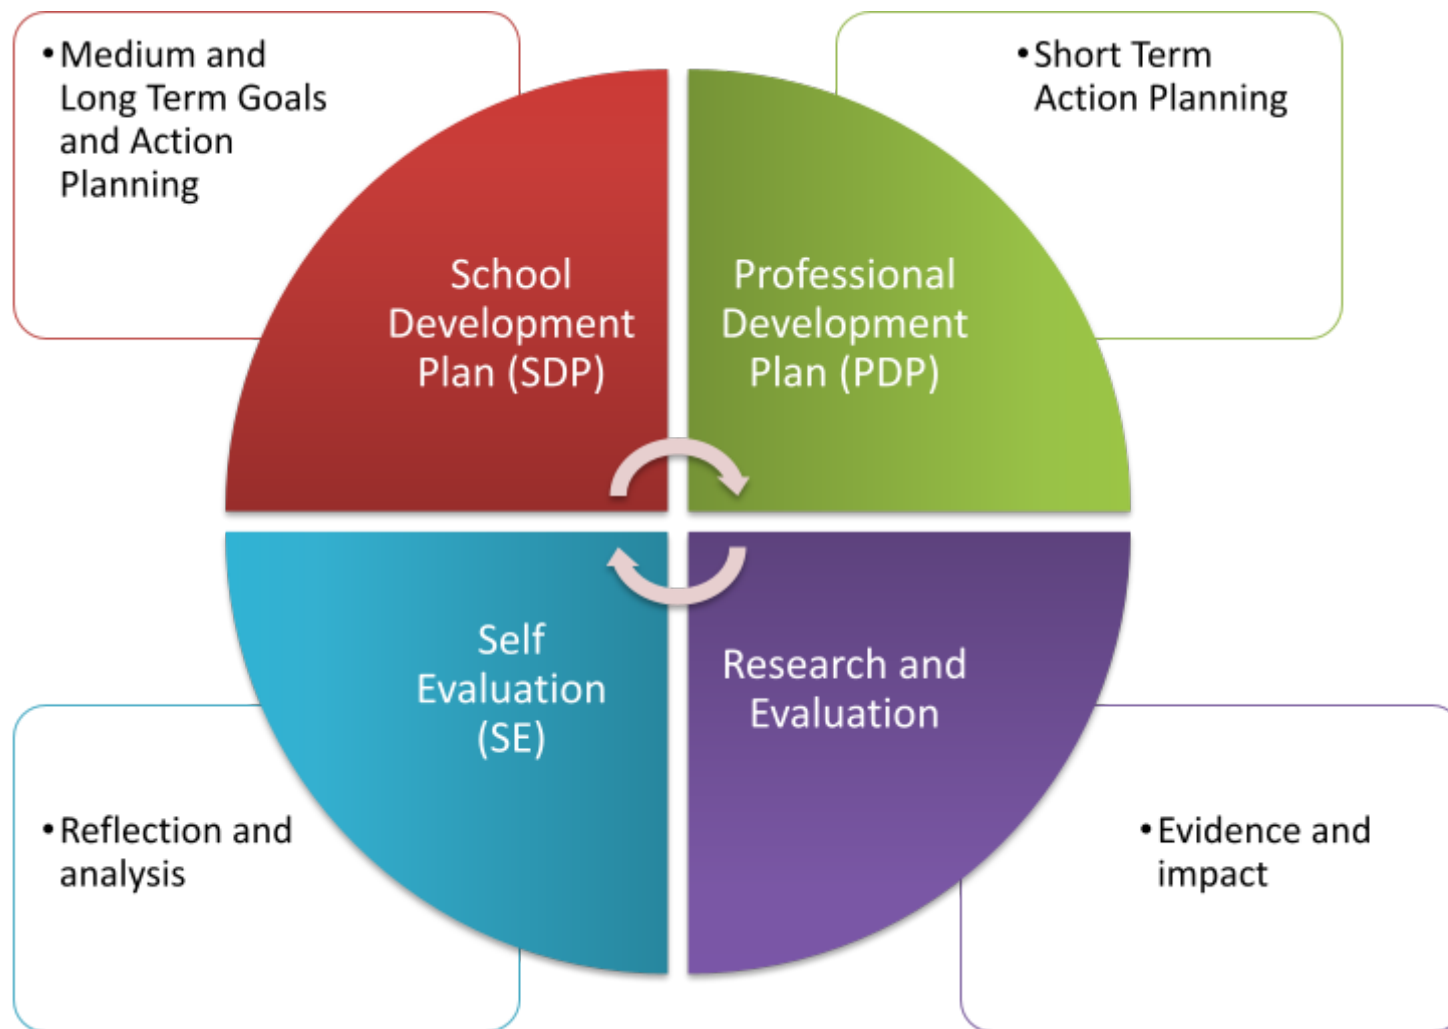 •Medium and
Long Term Goals
and Action
Planning
•Short Term
Action Planning
School
Development
Plan (SDP)
Professional
Development
Plan (PDP)
Self
Evaluation
(SE)
Research and
Evaluation
•Reflection and
analysis
•Evidence and
impact